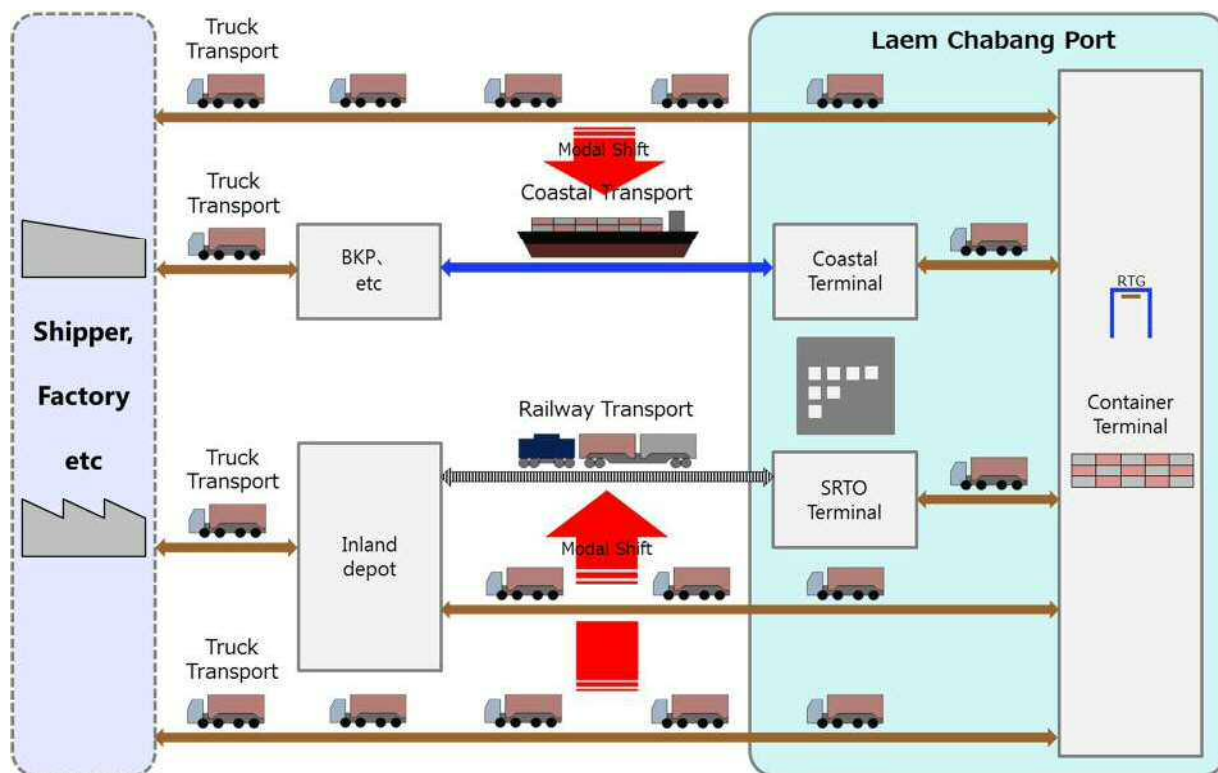 Laem Chabang Port
Truck
Transport
Modal Shift
Truck
Transport
Coastal Transport
BKP、
etc
Coastal
Terminal
RTG
Shipper,
Factory
etc
Railway Transport
Container
Terminal
Truck
Transport
SRTO
Terminal
Inland
depot
Modal Shift
Truck
Transport